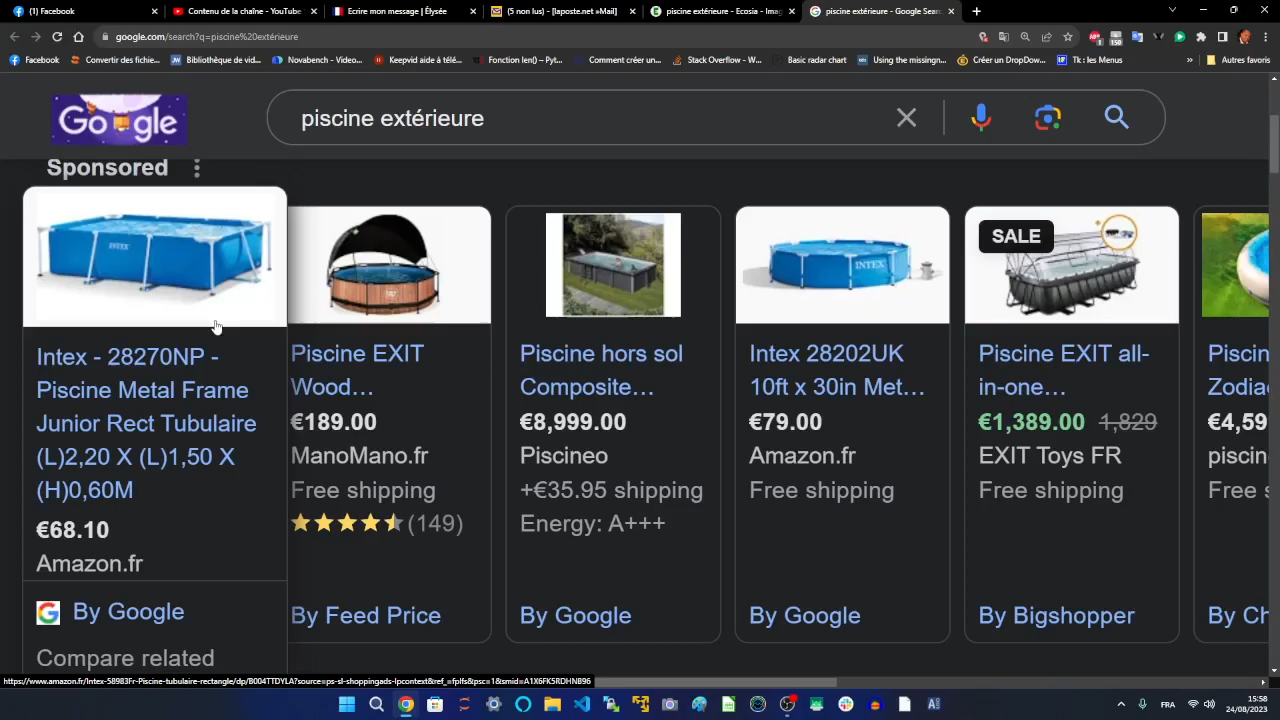 (1) Facebook
Contenu de la chaîne - YouTube
Ecrire mon message | Élysée
(5 non lus) [laposte.net »Mail]
piscine extérieure - Ecosia - Imag
piscine extérieure - Google Sear
google.com/search?q=piscine%20extérieure
Facebook
Convertir des fichie...
Bibliothèque de vid...
Novabench - Videl...
Keepvid aide à télé...
Fonction len() – Pyt...
Comment créer un...
Stack Overflow - W...
Basic radar chart
Using the missingn...
Créer un DropDow...
Tk : les Menus
»
Autres favoris
Google
piscine extérieure
Sponsored
INTEX
Intex - 28270NP -
Piscine Metal Frame
Junior Rect Tubulaire
(L)2,20 X (L)1,50 X
(H)0,60M
€68.10
Amazon.fr
By Google
Compare related
Piscine EXIT
Wood...
€189.00
ManoMano.fr
Free shipping
(149)
By Feed Price
Piscine hors sol
Composite...
€8,999.00
Piscineo
+€35.95 shipping
Energy: A+++
By Google
INTEX
Intex 28202UK
10ft x 30in Met...
€79.00
Amazon.fr
Free shipping
By Google
SALE
Piscine EXIT all-
in-one...
€1,389.00 1,829
EXIT Toys FR
Free shipping
By Bigshopper
Piscin
Zodia
€4,59
piscin
Free s
By Ch
https://www.amazon.fr/Intex-58983Fr-Piscine-tubulaire-rectangle/dp/B004TTDYLA?source=ps-sl-shoppingads-lpcontext&ref_=fplfs&psc=1&smid=A1X6FK5RDHNB96
FRA
15:58
24/08/2023